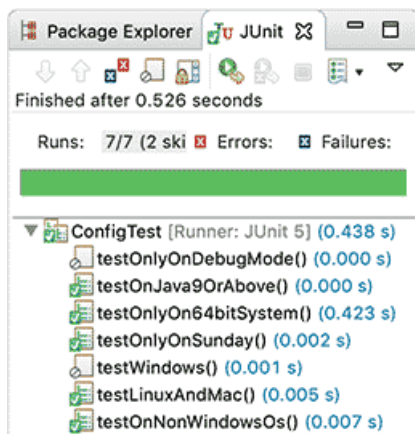 Package Explorer JUnit
Finished after 0.526 seconds
Runs: 7/7 (2 ski Errors: Failures:
ConfigTest [Runner: JUnit 5] (0.438 s)
testOnlyOnDebugMode() (0.000 s)
testOnJava9OrAbove() (0.000 s)
testOnlyOn64bitSystem() (0.423 s)
testOnlyOnSunday() (0.002 s)
testWindows() (0.001 s)
testLinuxAndMac() (0.005 s)
testOnNonWindowsOs() (0.007 s)